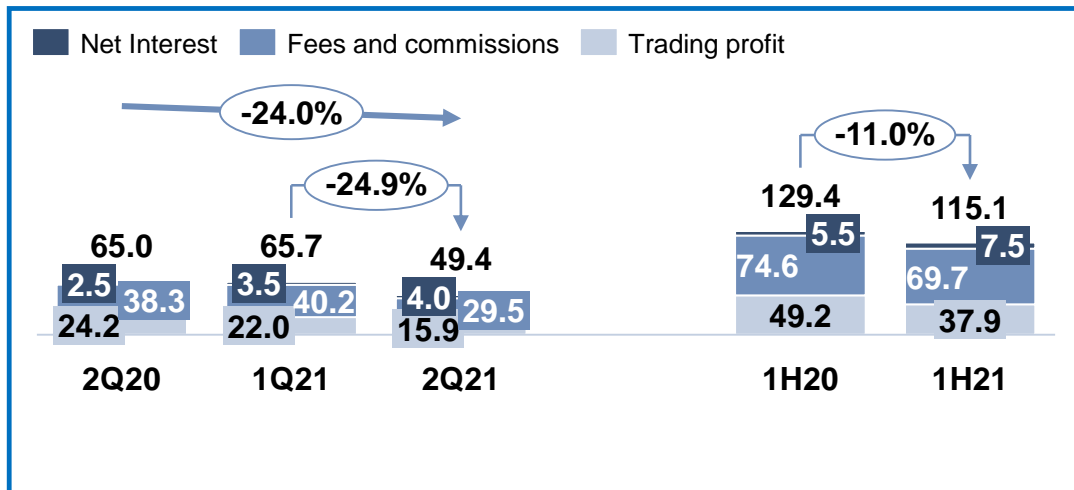 Net Interest Fees and commissions Trading profit
-24.0%
-11.0%
-24.9%
129.4
115.1
65.0 65.7 49.4
5.5 7.5
74.6 69.7
2.5 38.3 3.5 40.2 4.0 29.5
24.2 22.0 15.9 49.2 37.9
2Q20 1Q21 2Q21 1H20 1H21